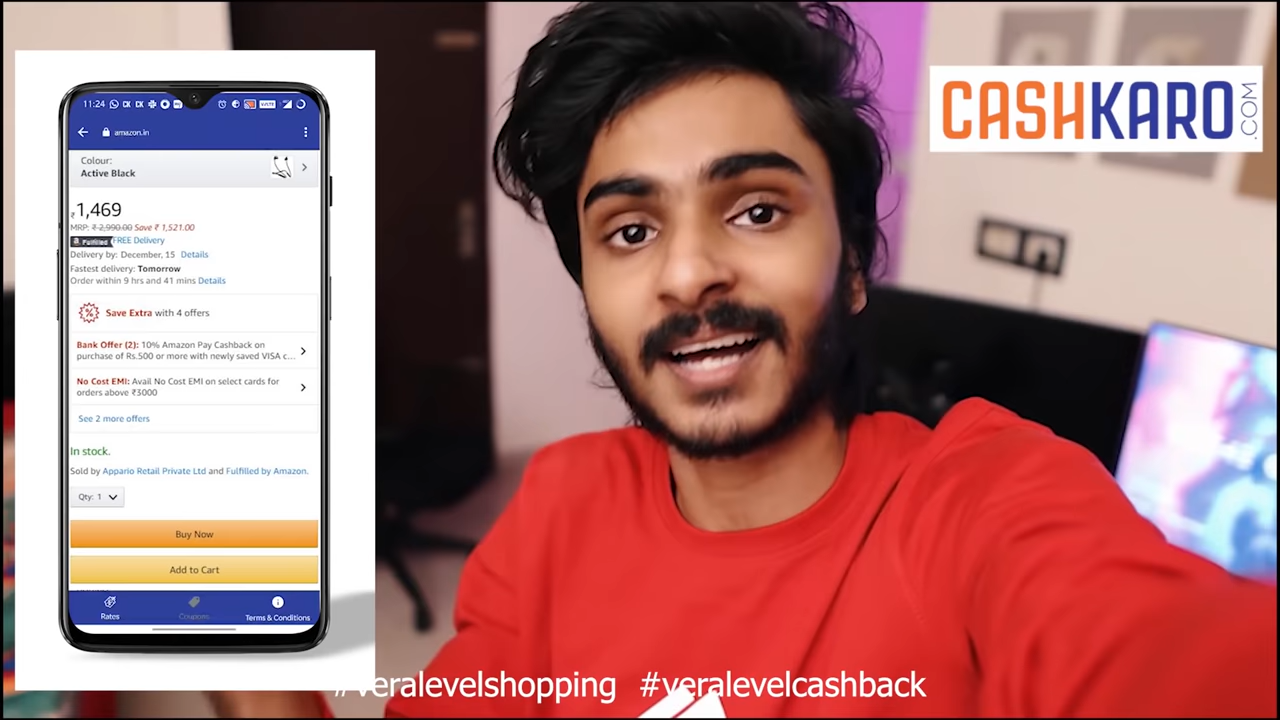 11:24
amazon.in
Colour:
Active Black
₹1,469
MRP: ₹ 2,990.00 Save ₹ 1,521.00
Fulfilled FREE Delivery
Delivery by: December, 15 Details
Fastest delivery: Tomorrow
Order within 9 hrs and 41 mins Details
Save Extra with 4 offers
Bank Offer (2): 10% Amazon Pay Cashback on
purchase of Rs.500 or more with newly saved VISA c...
No Cost EMI: Avail No Cost EMI on select cards for
orders above ₹3000
See 2 more offers
In stock.
Sold by Appario Retail Private Ltd and Fulfilled by Amazon.
Qty: 1
Buy Now
Add to Cart
Rates Coupons Terms & Conditions
CASHKARO.COM
#veralevelshopping #veralevelcashback